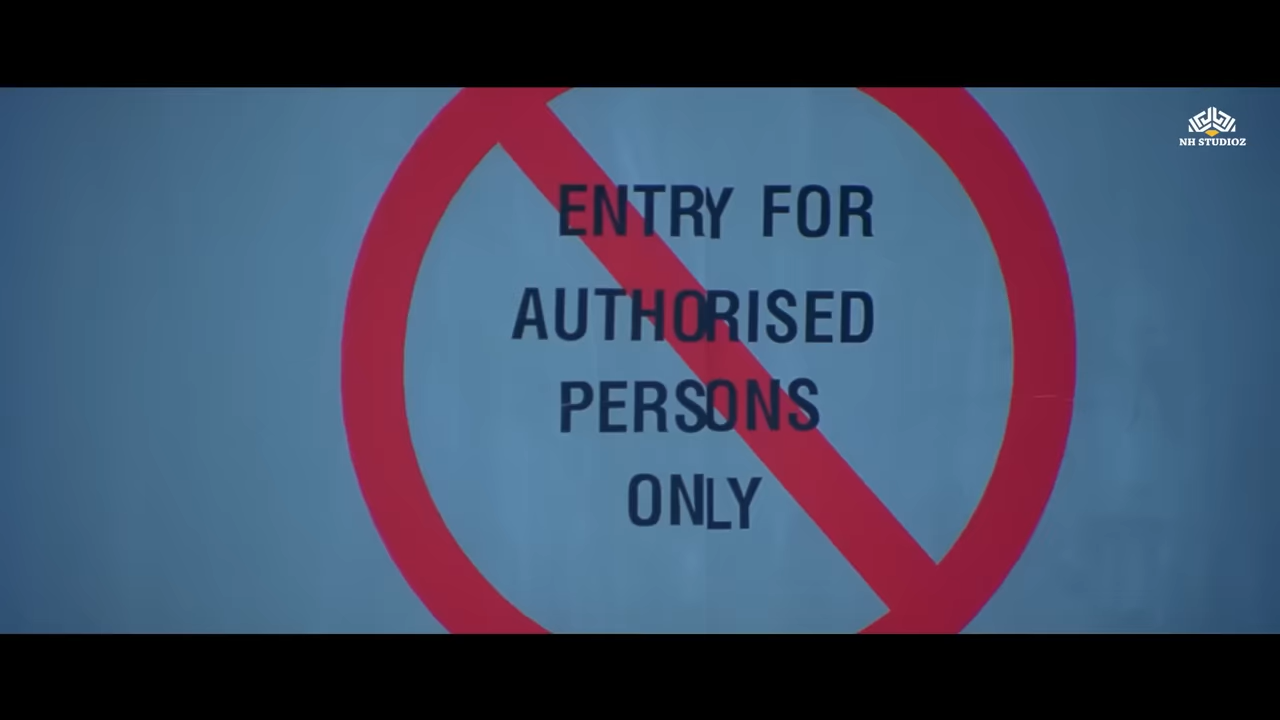 NH STUDIOZ
ENTRY FOR
AUTHORISED
PERSONS
ONLY